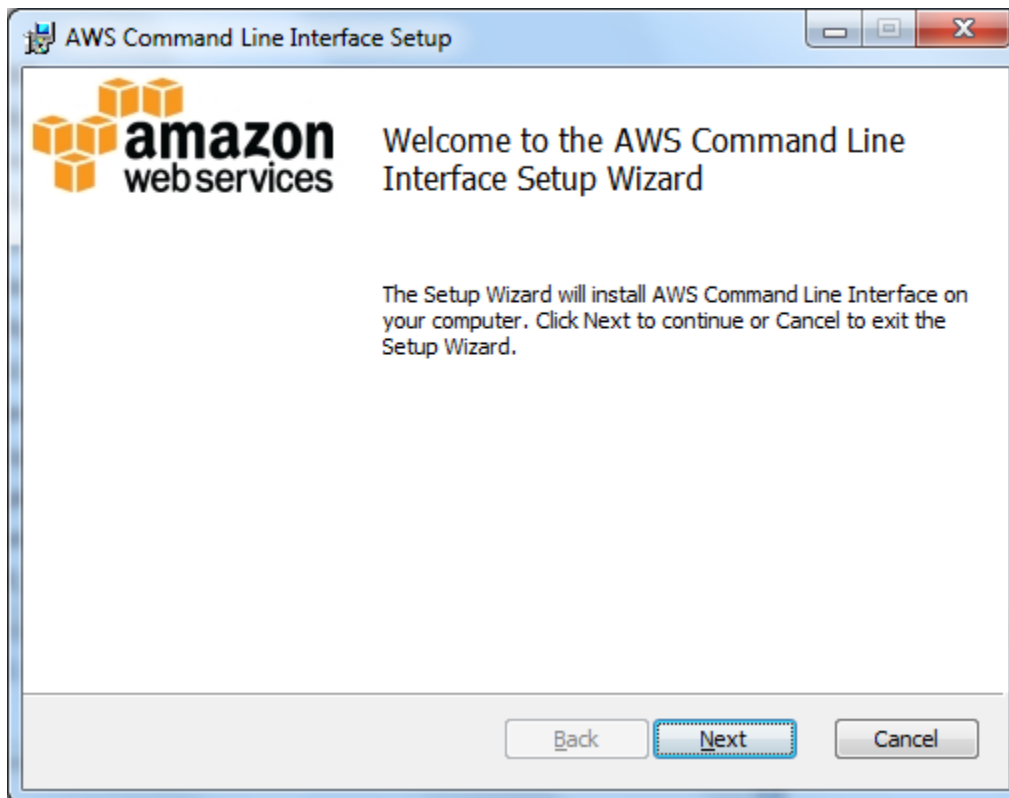 AWS Command Line Interface Setup
amazon
web services
Welcome to the AWS Command Line
Interface Setup Wizard
The Setup Wizard will install AWS Command Line Interface on
your computer. Click Next to continue or Cancel to exit the
Setup Wizard.
Back
Next
Cancel